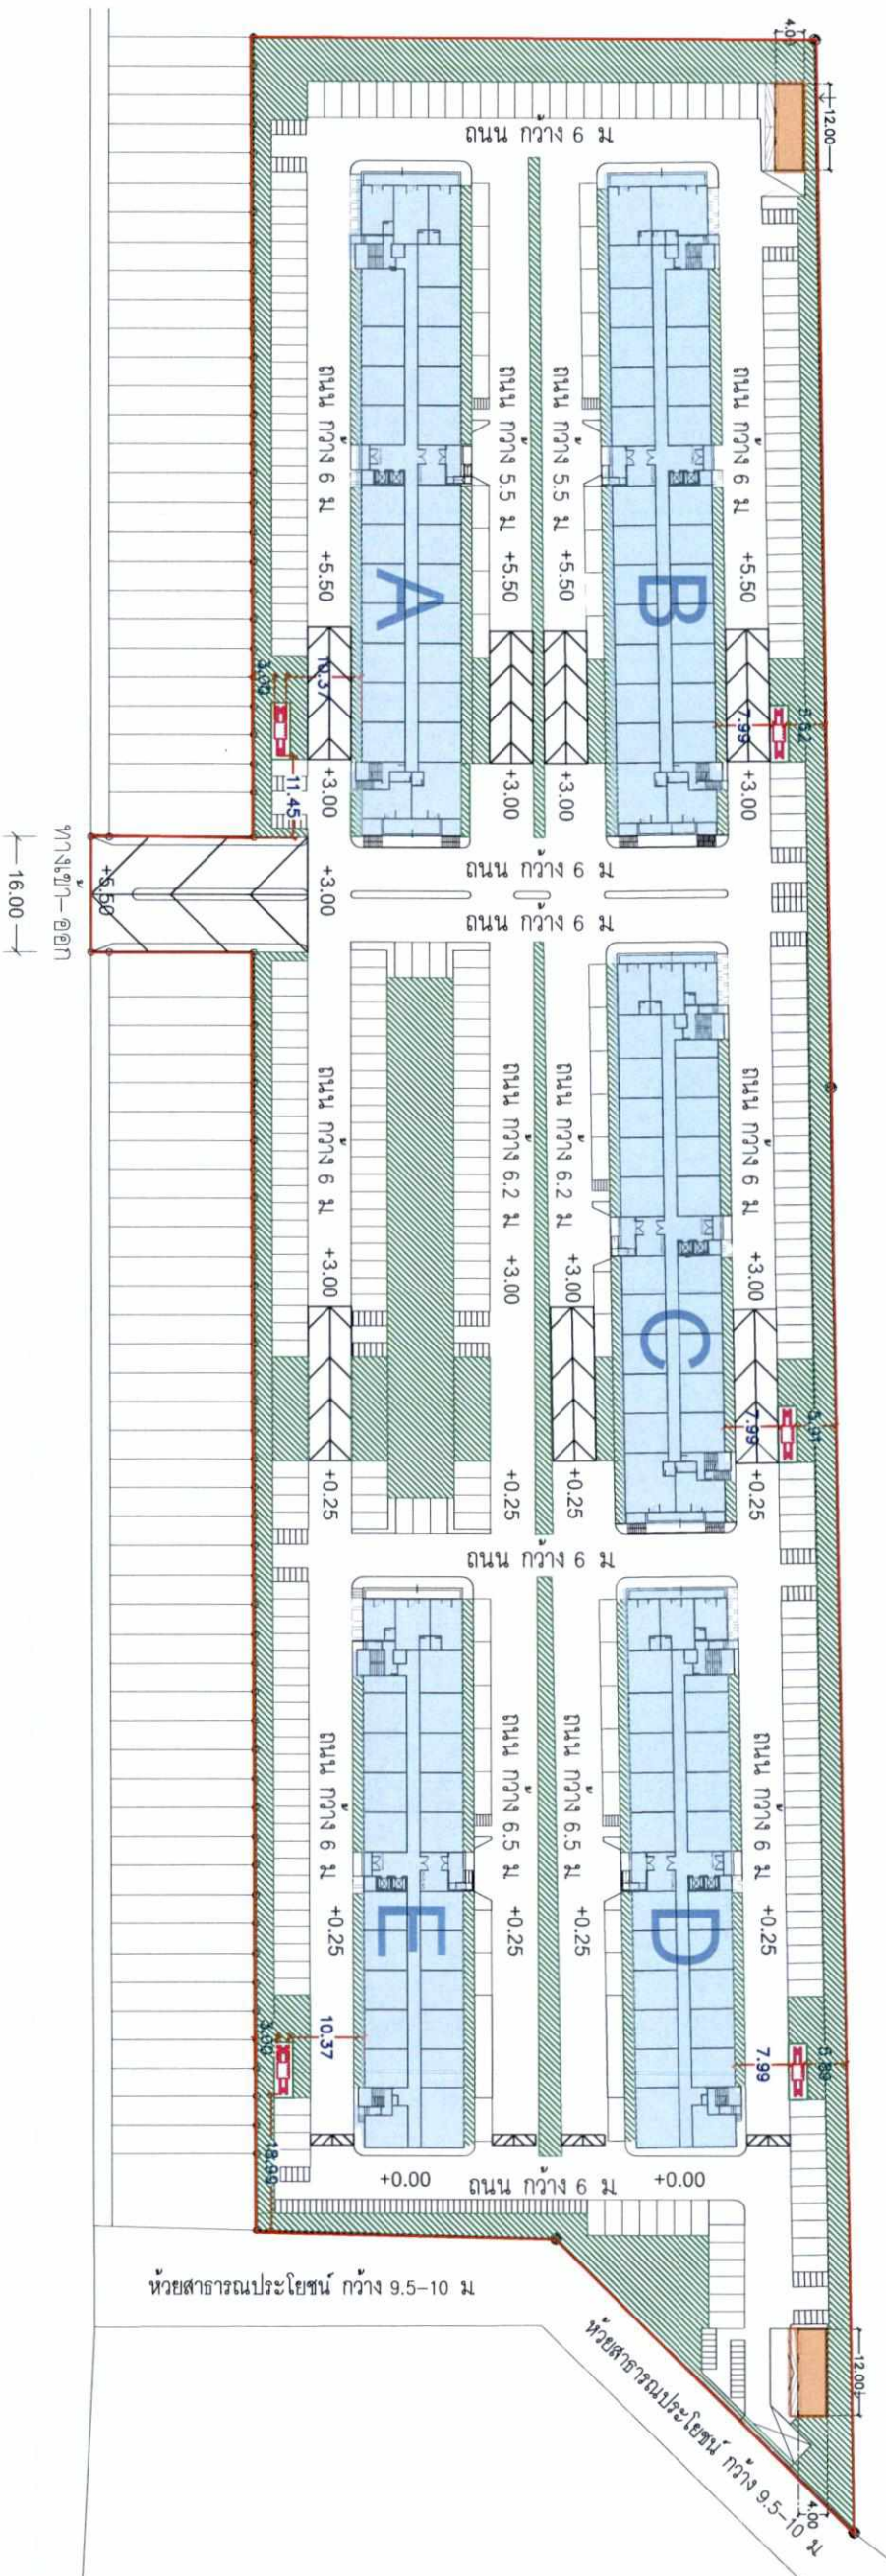 4.00
12.00
ถนน กว้าง 6 ม
ถนน กว้าง 6 ม
ถนน กว้าง 5.5 ม
ถนน กว้าง 5.5 ม
ถนน กว้าง 6 ม
+5.50
+5.50
+5.50
+5.50
A
B
10.37
3.00
11.45
7.99
+3.00
+3.00
+3.00
+3.00
ถนน กว้าง 6 ม
+5.50
+3.00
ทางเข้า-ออก
16.00
ถนน กว้าง 6 ม
ถนน กว้าง 6 ม
ถนน กว้าง 6.2 ม
ถนน กว้าง 6.2 ม
ถนน กว้าง 6 ม
+3.00
+3.00
+3.00
+3.00
C
7.99
+0.25
+0.25
+0.25
+0.25
ถนน กว้าง 6 ม
ถนน กว้าง 6 ม
ถนน กว้าง 6.5 ม
ถนน กว้าง 6.5 ม
ถนน กว้าง 6 ม
+0.25
+0.25
+0.25
+0.25
E
D
10.37
3.00
7.99
18.99
+0.00
ถนน กว้าง 6 ม
+0.00
ห้วยสาธารณประโยชน์ กว้าง 9.5-10 ม
ห้วยสาธารณประโยชน์ กว้าง 9.5-10 ม
12.00
4.00